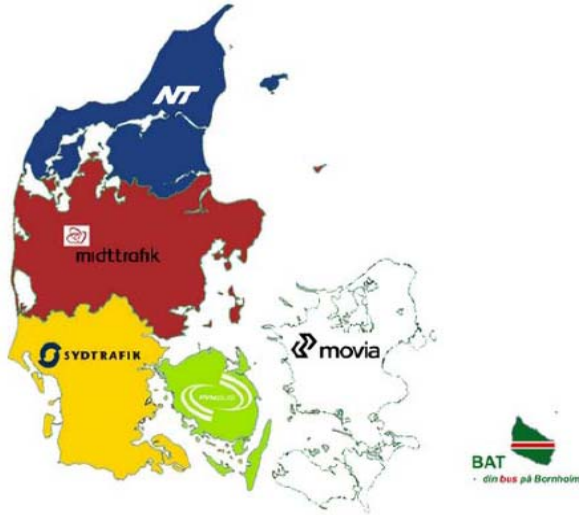 NT
midttrafik
SYDTRAFIK
movia
BAT
din bus på Bornholm